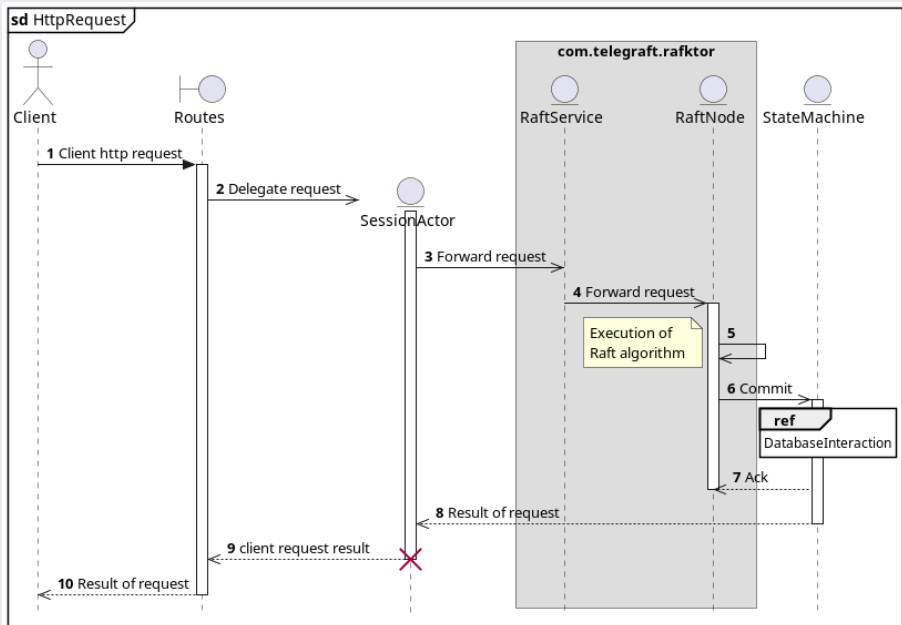 sd HttpRequest
com.telegraft.rafktor
Client
Routes
RaftService
RaftNode
StateMachine
1 Client http request
2 Delegate request
SessionActor
3 Forward request
4 Forward request
Execution of
Raft algorithm
5
6 Commit
ref
DatabaseInteraction
7 Ack
8 Result of request
9 client request result
10 Result of request